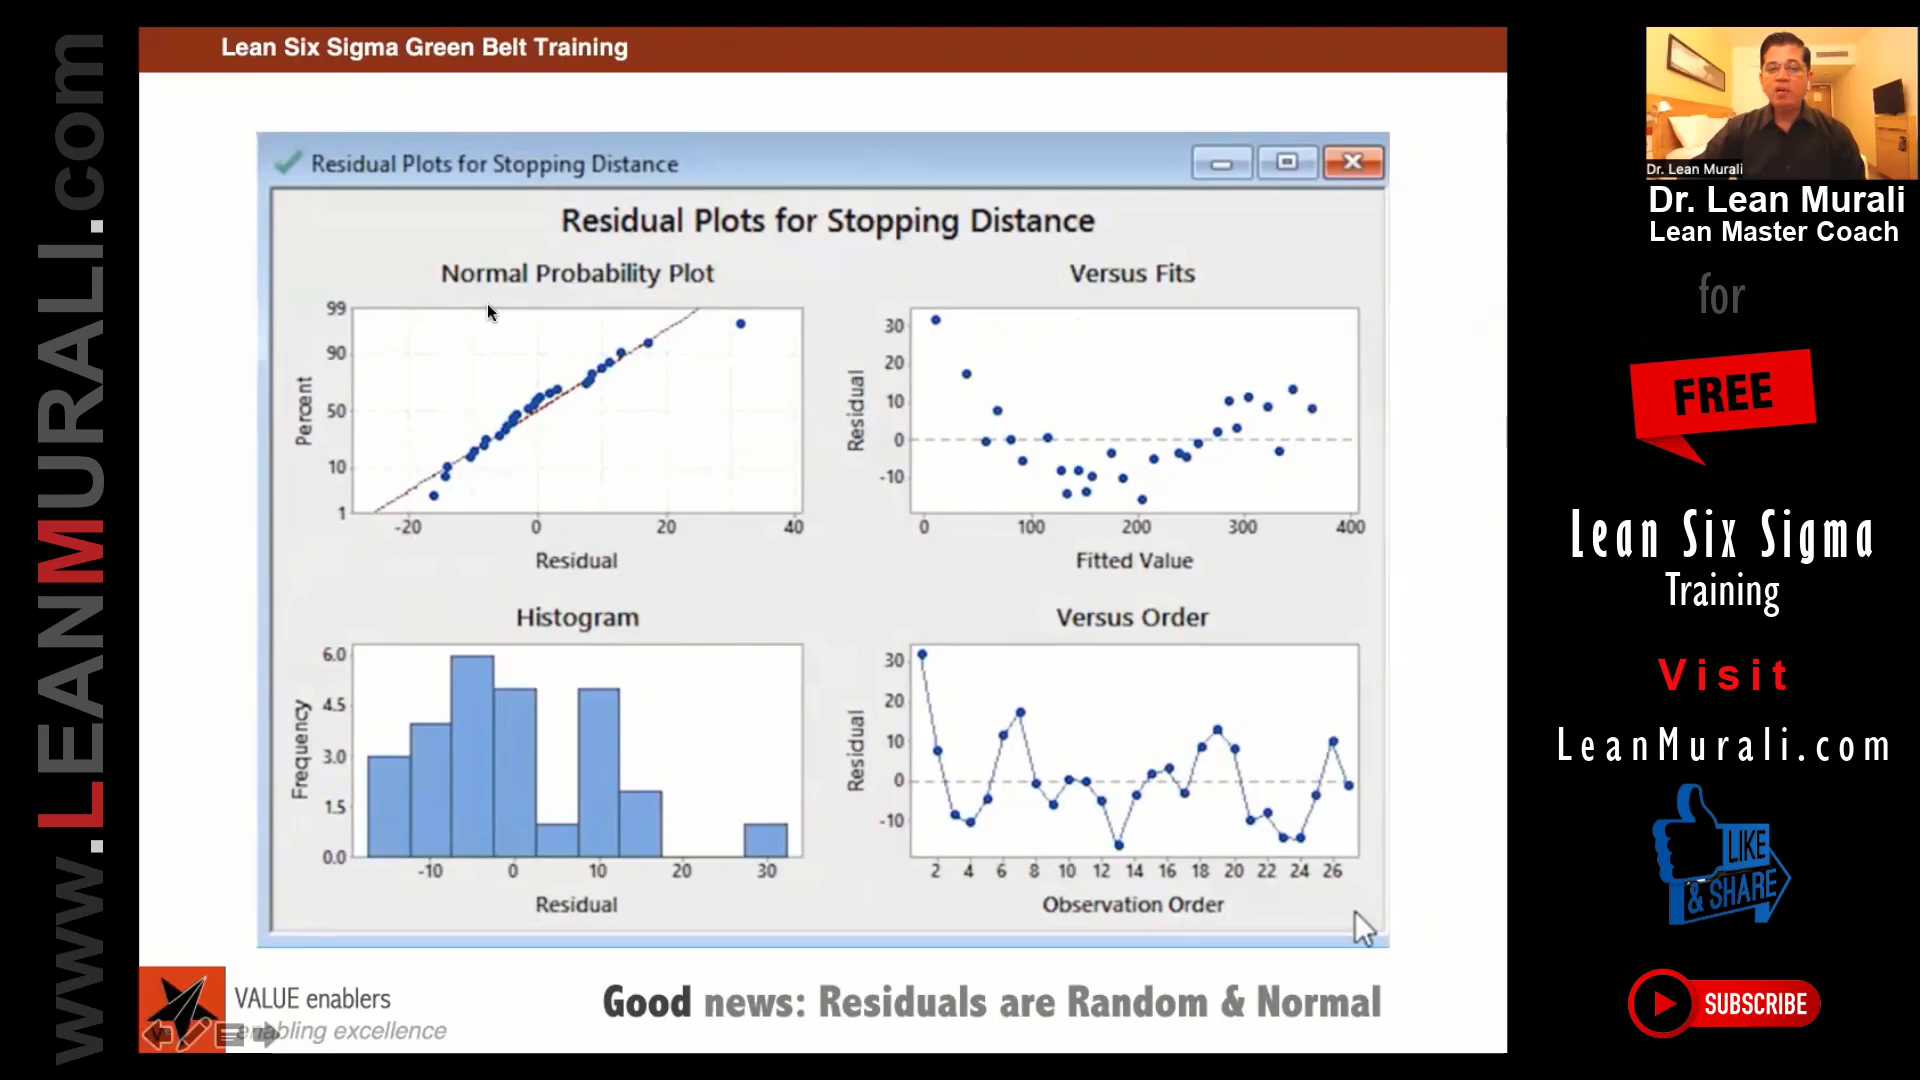 www.LEANMURALI.com
Lean Six Sigma Green Belt Training
Residual Plots for Stopping Distance
Residual Plots for Stopping Distance
Normal Probability Plot
99
90
50
10
1
Percent
-20 0 20 40
Residual
Versus Fits
30
20
10
0
-10
Residual
0 100 200 300 400
Fitted Value
Histogram
6.0
4.5
3.0
1.5
0.0
Frequency
-10 0 10 20 30
Residual
Versus Order
30
20
10
0
-10
Residual
2 4 6 8 10 12 14 16 18 20 22 24 26
Observation Order
VALUE enablers
enabling excellence
Good news: Residuals are Random & Normal
Dr. Lean Murali
Dr. Lean Murali
Lean Master Coach
for
FREE
Lean Six Sigma
Training
Visit
LeanMurali.com
LIKE
& SHARE
SUBSCRIBE